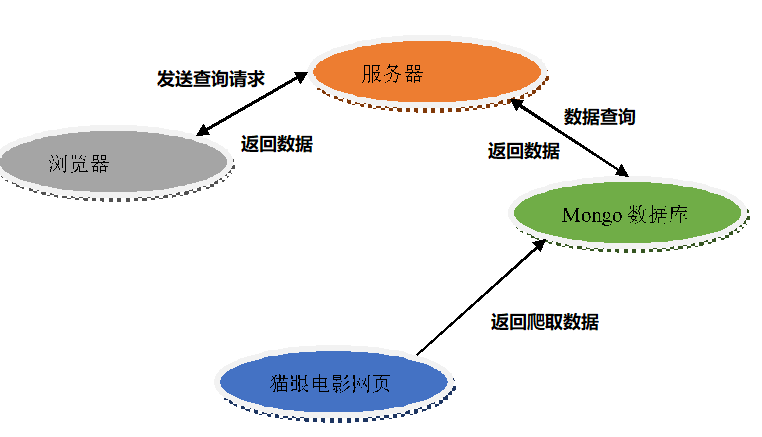 服务器
发送查询请求
返回数据
数据查询
返回数据
浏览器
Mongo 数据库
返回爬取数据
猫眼电影网页